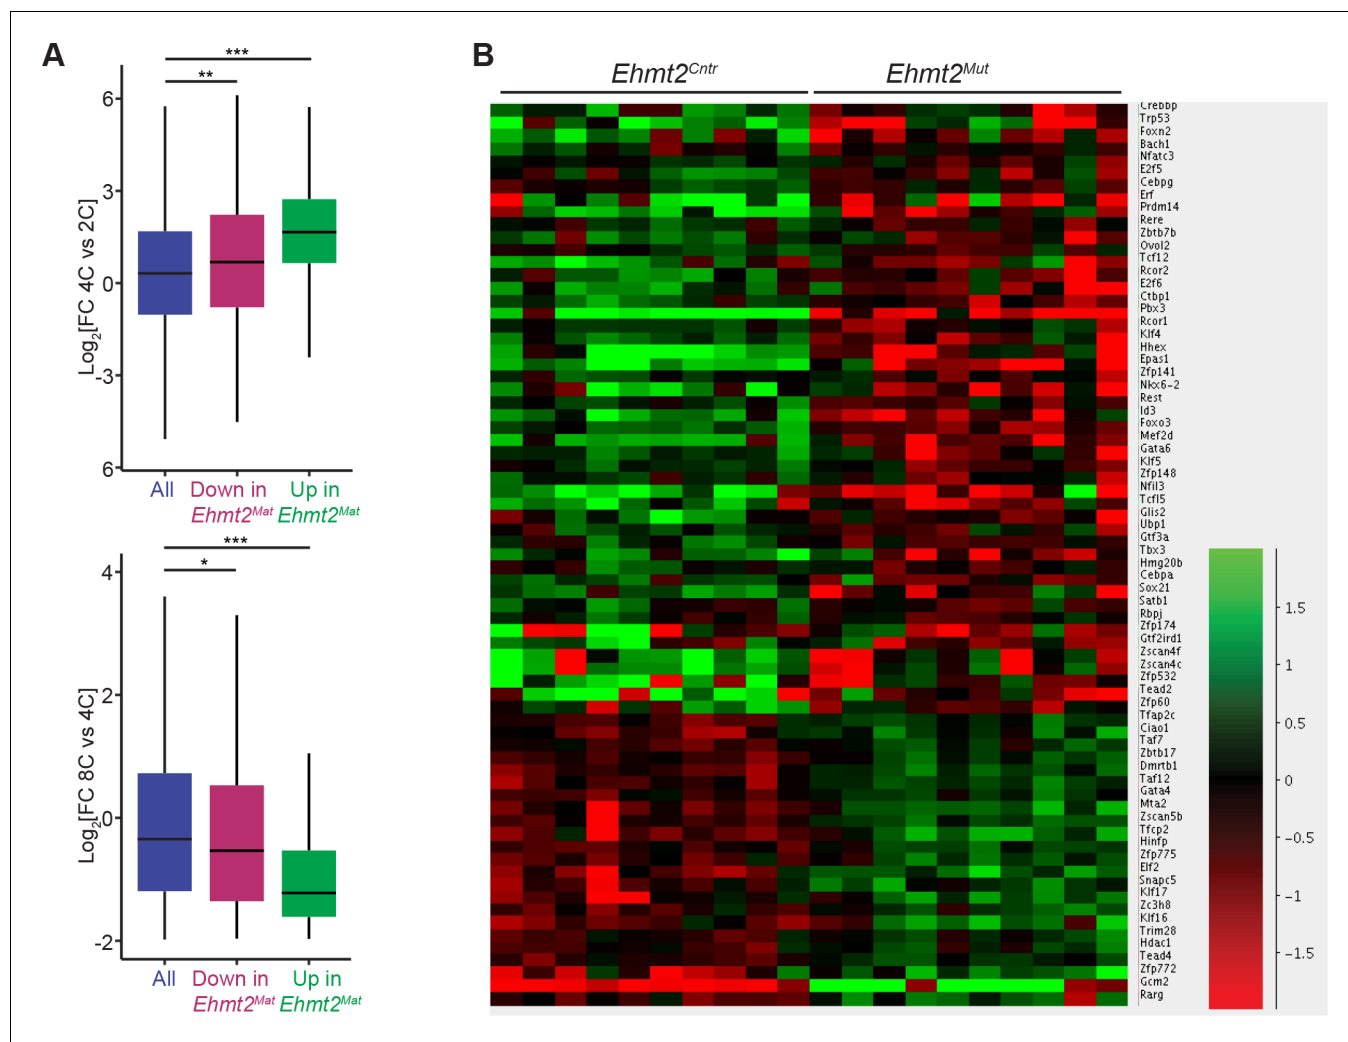 A
***
**
6
3
0
-3
6
Log2[FC 4C vs 2C]
All
Down in
Ehmt2Mat
Up in
Ehmt2Mat
***
*
4
2
0
-2
Log2[FC 8C vs 4C]
All
Down in
Ehmt2Mat
Up in
Ehmt2Mat
B
Ehmt2Cntr
Ehmt2Mut
Crebbp
Trp53
Foxn2
Bach1
Nfatc3
E2f5
Cebpg
Erf
Prdm14
Rere
Zbtb7b
Ovol2
Tcf12
Rcor2
E2f6
Ctbp1
Pbx3
Rcor1
Klf4
Hhex
Epas1
Zfp141
Nkx6-2
Rest
Id3
Foxo3
Mef2d
Gata6
Klf5
Zfp148
Nfil3
Tcfl5
Glis2
Ubp1
Gtf3a
Tbx3
Hmg20b
Cebpa
Sox21
Satb1
Rbpj
Zfp174
Gtf2ird1
Zscan4f
Zscan4c
Zfp532
Tead2
Zfp60
Tfap2c
Ciao1
Taf7
Zbtb17
Dmrtb1
Taf12
Gata4
Mta2
Zscan5b
Tfcp2
Hinfp
Zfp775
Elf2
Snapc5
Klf17
Zc3h8
Klf16
Trim28
Hdac1
Tead4
Zfp772
Gcm2
Rarg
1.5
1
0.5
0
−0.5
−1
−1.5